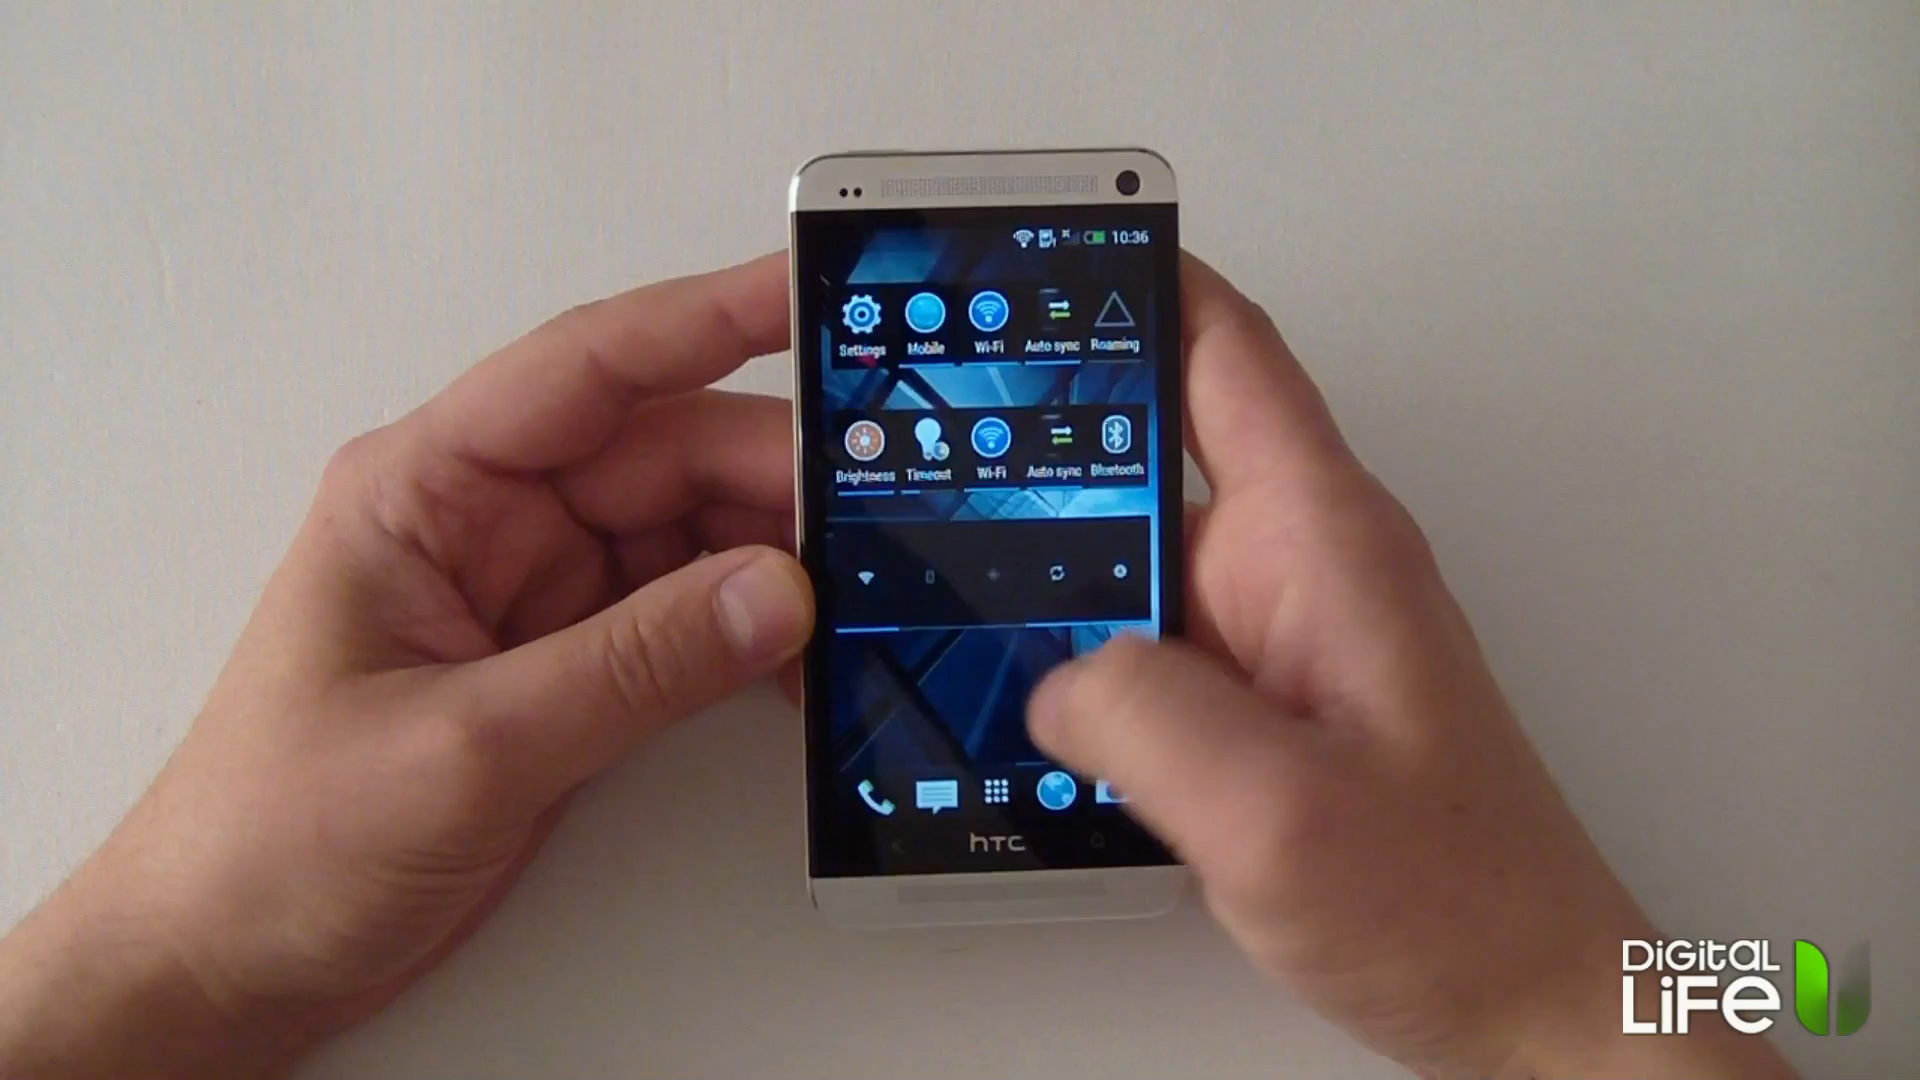 10:36
Settings Mobile Wi-Fi Auto sync Roaming
Brightness Timeout Wi-Fi Auto sync Bluetooth
hTC
DiGitaL
LiFe